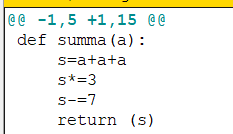 @@ -1,5 +1,15 @@
def summa(a):
    s=a+a+a
    s*=3
    s-=7
    return (s)